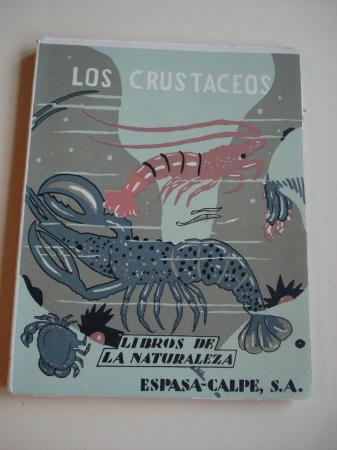 LOS CRUSTACEOS
LIBROS DE
LA NATURALEZA
ESPASA-CALPE, S.A.